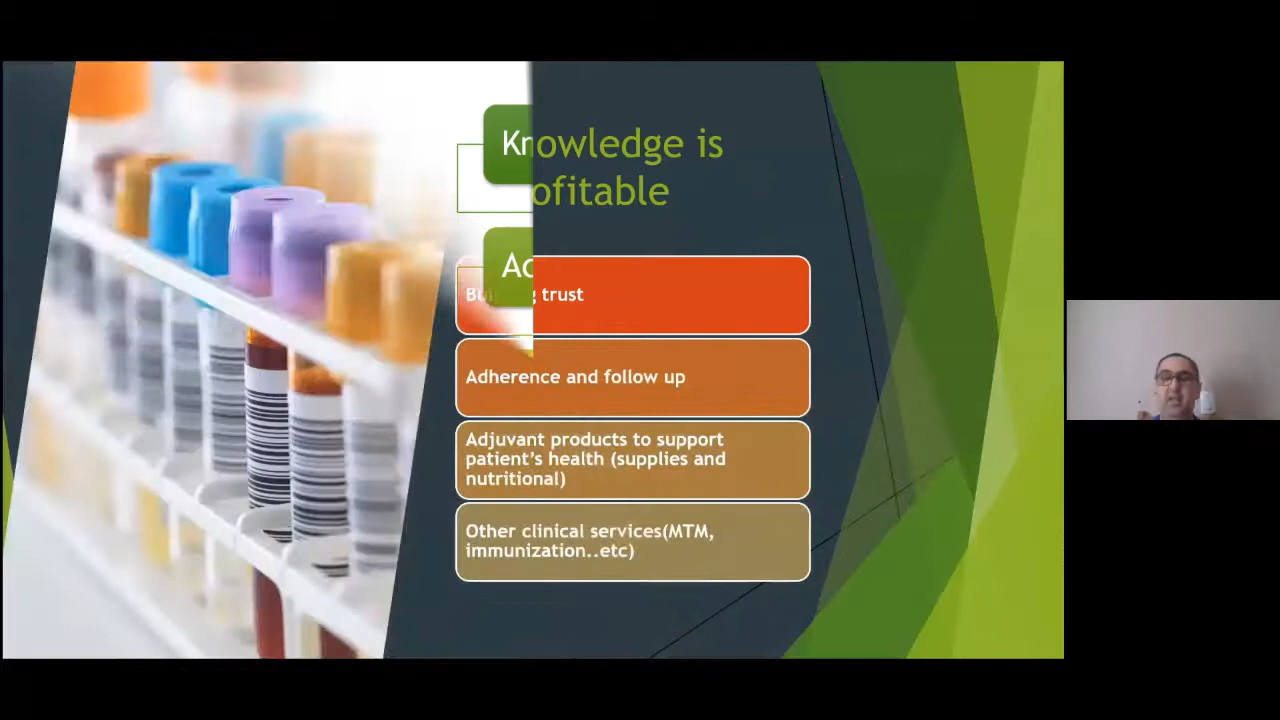 Knowledge is
ofitable
Ac
trust
Adherence and follow up
Adjuvant products to support
patient's health (supplies and
nutritional)
Other clinical services(MTM,
immunization..etc)